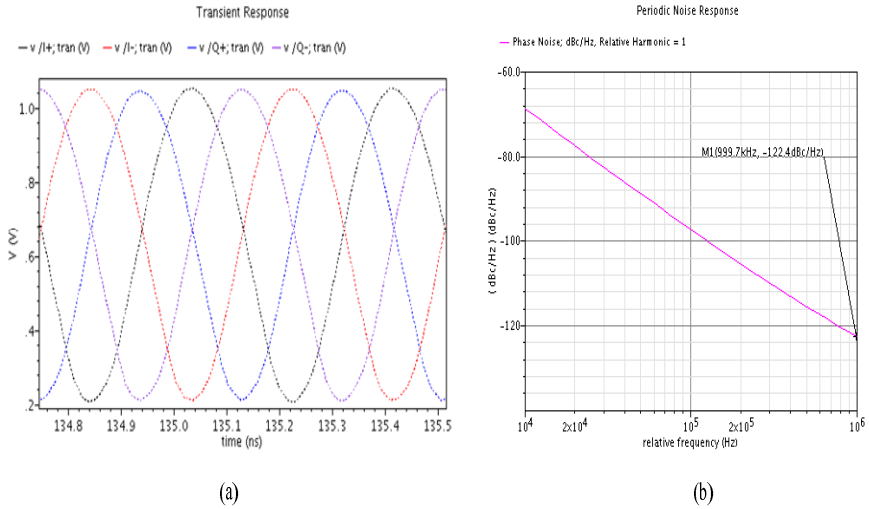 Transient Response
v /I+; tran (V) v /I-; tran (V) v /Q+; tran (V) v /Q-; tran (V)
1.0
.8
.6
.4
.2
V (V)
134.8 134.9 135.0 135.1 135.2 135.3 135.4 135.5
time (ns)
(a)
Periodic Noise Response
Phase Noise; dBc/Hz, Relative Harmonic = 1
-60.0
-80.0
-100
-120
( dBc/Hz ) (dBc/Hz)
M1(999.7kHz, -122.4dBc/Hz)
10^4 2x10^4 10^5 2x10^5 10^6
relative frequency (Hz)
(b)